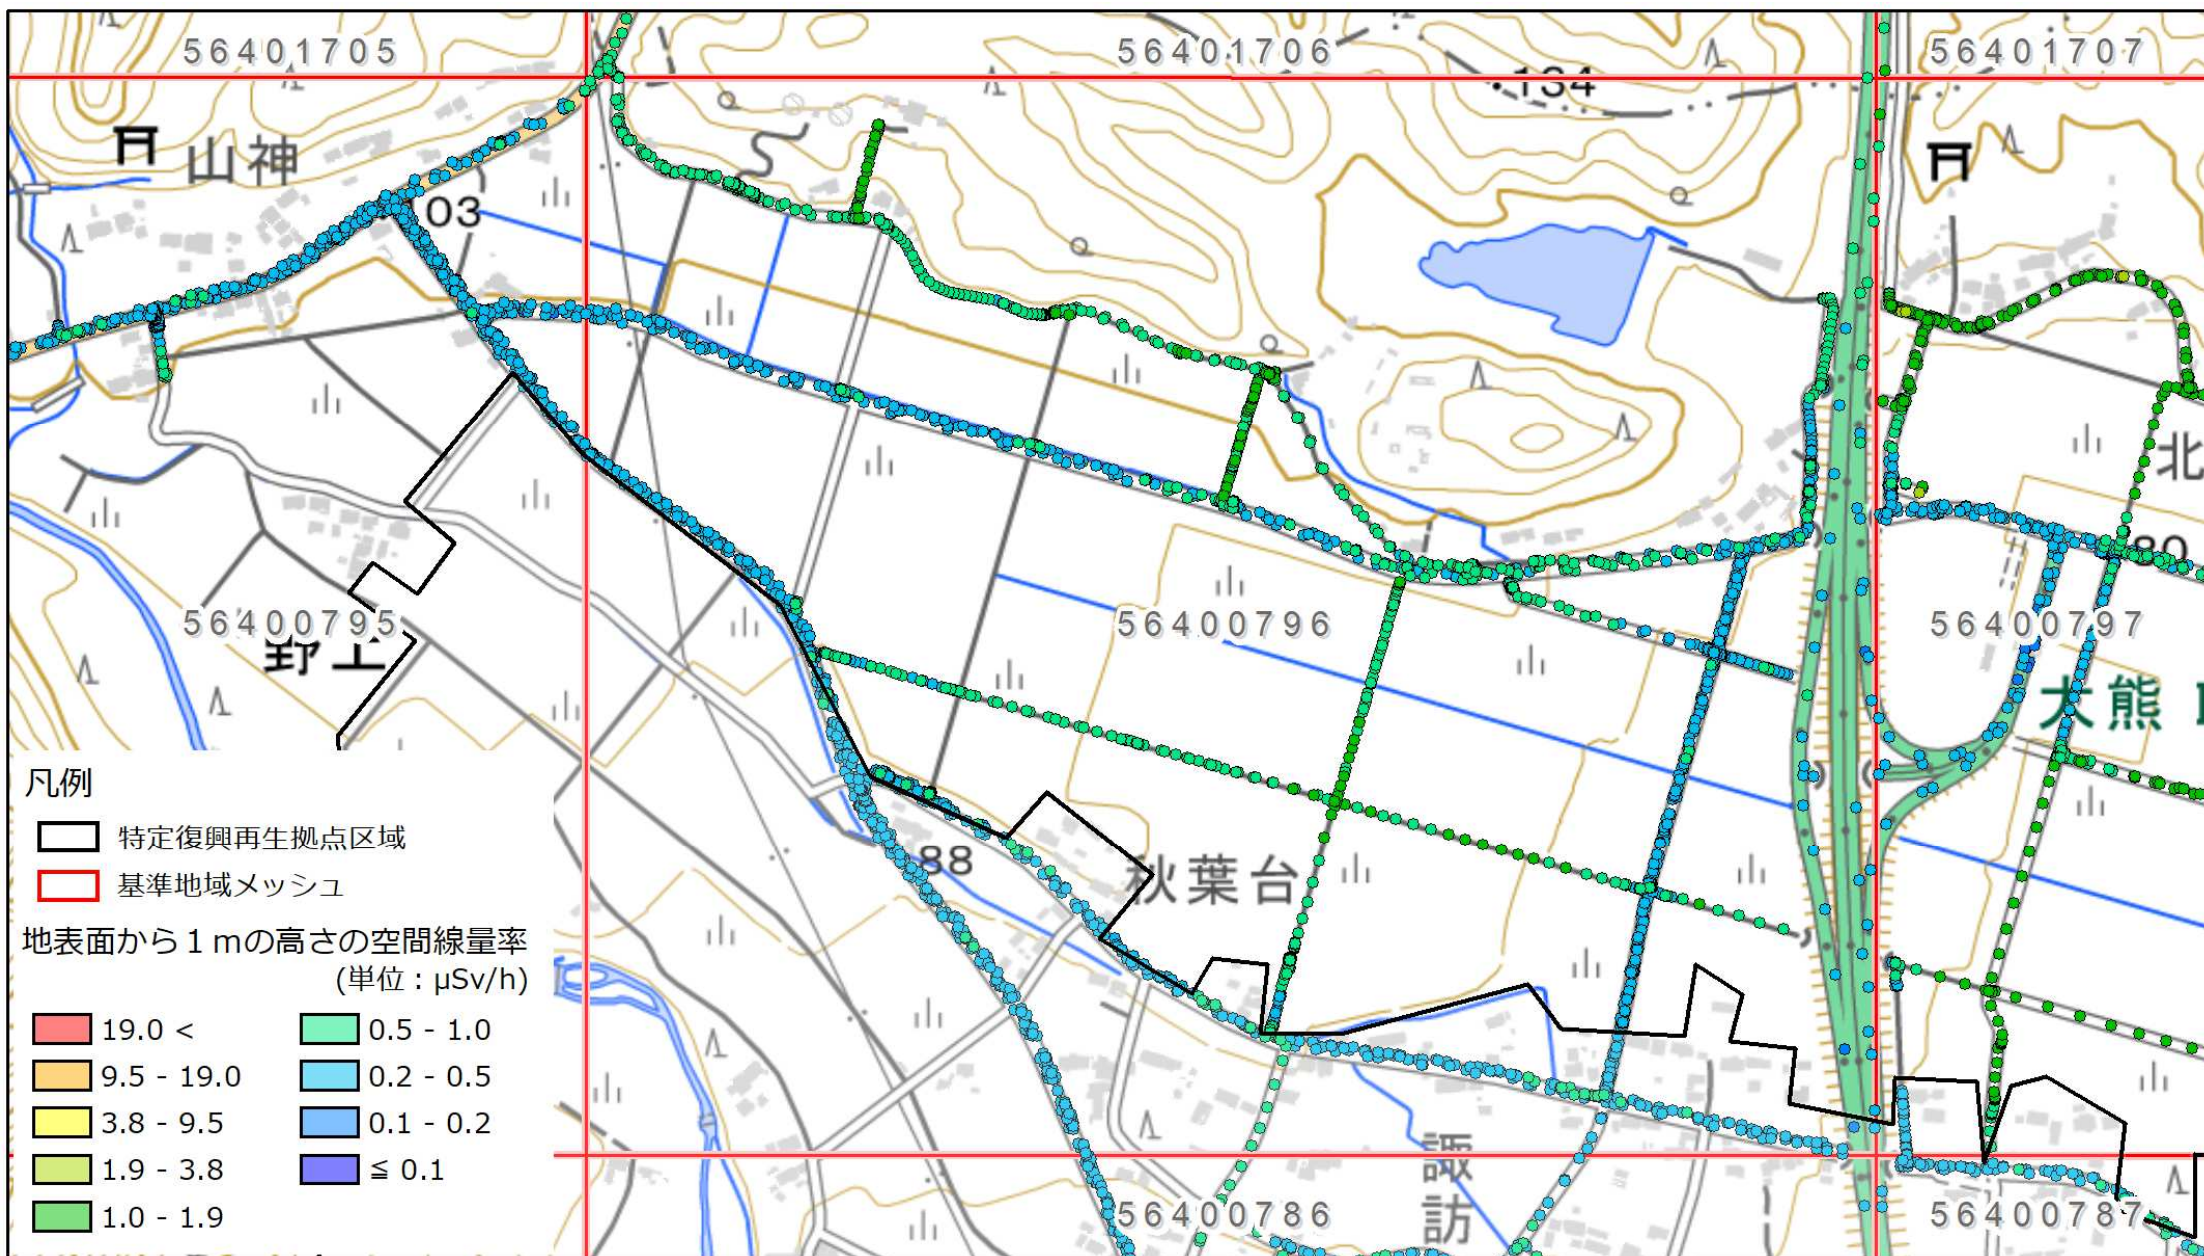 56401705
56401706
56401707
134
山神
103
北
80
56400795
56400796
56400797
野上
大熊
88
秋葉台
凡例
特定復興再生拠点区域
基準地域メッシュ
地表面から１mの高さの空間線量率
(単位：μSv/h)
19.0 <
9.5 - 19.0
3.8 - 9.5
1.9 - 3.8
1.0 - 1.9
0.5 - 1.0
0.2 - 0.5
0.1 - 0.2
≦ 0.1
諏訪
56400786
56400787